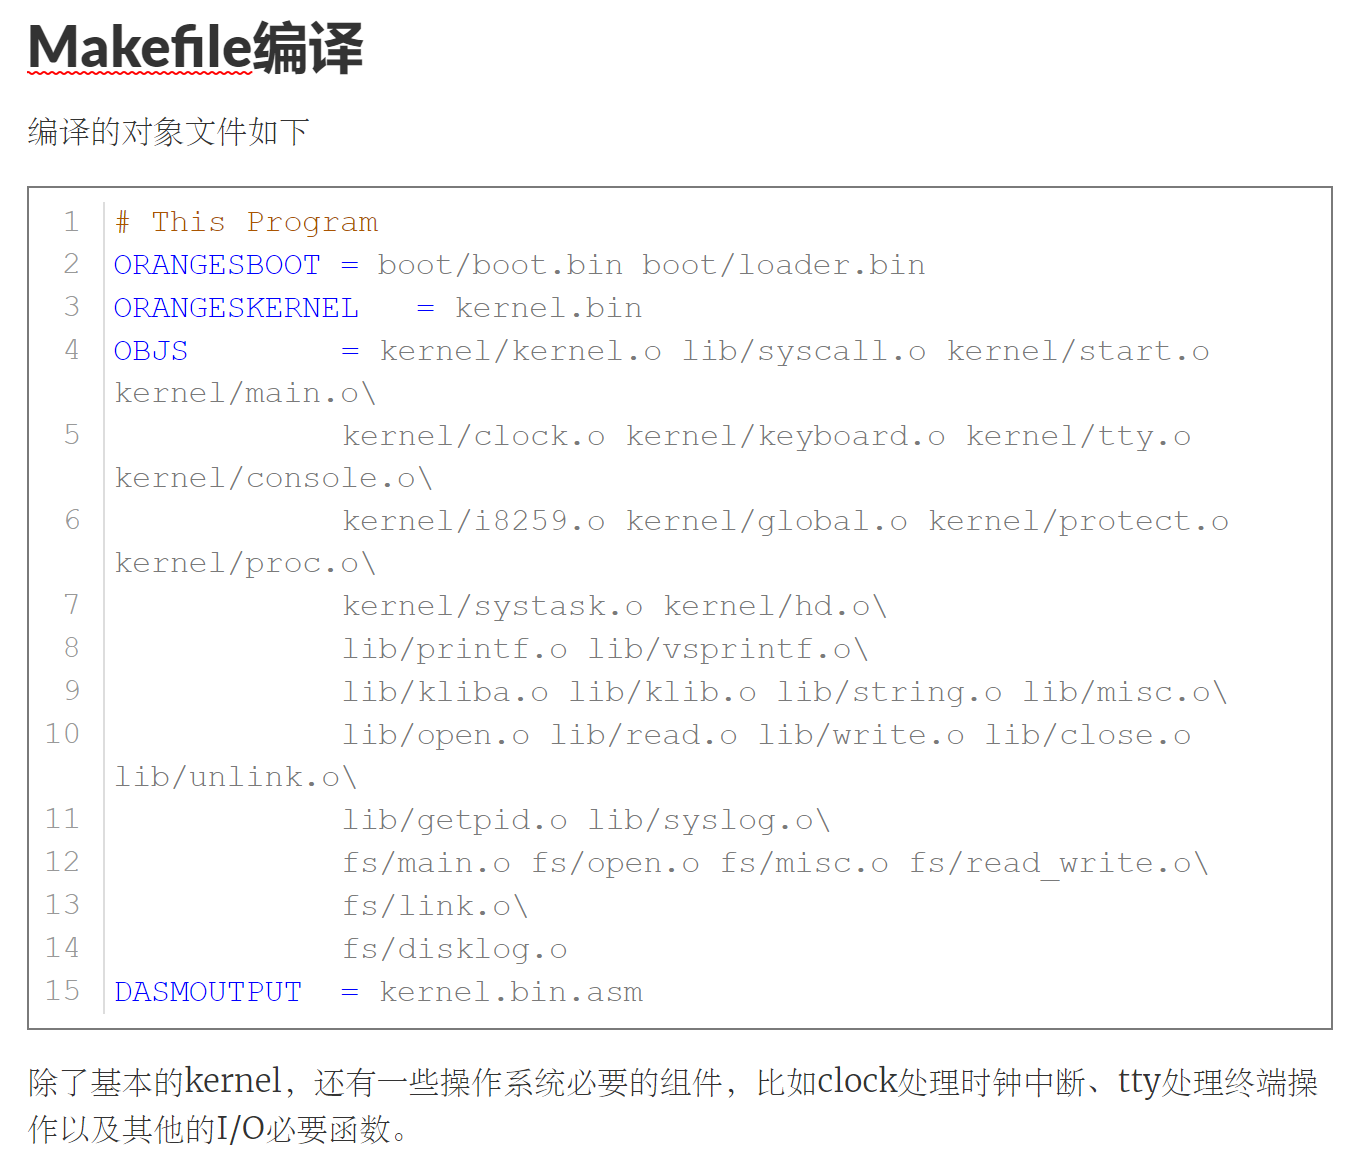 Makefile编译
编译的对象文件如下
1 # This Program
2 ORANGESBOOT = boot/boot.bin boot/loader.bin
3 ORANGESKERNEL   = kernel.bin
4 OBJS        = kernel/kernel.o lib/syscall.o kernel/start.o
kernel/main.o\
5             kernel/clock.o kernel/keyboard.o kernel/tty.o
kernel/console.o\
6             kernel/i8259.o kernel/global.o kernel/protect.o
kernel/proc.o\
7             kernel/systask.o kernel/hd.o\
8             lib/printf.o lib/vsprintf.o\
9             lib/kliba.o lib/klib.o lib/string.o lib/misc.o\
10             lib/open.o lib/read.o lib/write.o lib/close.o
lib/unlink.o\
11             lib/getpid.o lib/syslog.o\
12             fs/main.o fs/open.o fs/misc.o fs/read_write.o\
13             fs/link.o\
14             fs/disklog.o
15 DASMOUTPUT  = kernel.bin.asm
除了基本的kernel，还有一些操作系统必要的组件，比如clock处理时钟中断、tty处理终端操
作以及其他的I/O必要函数。